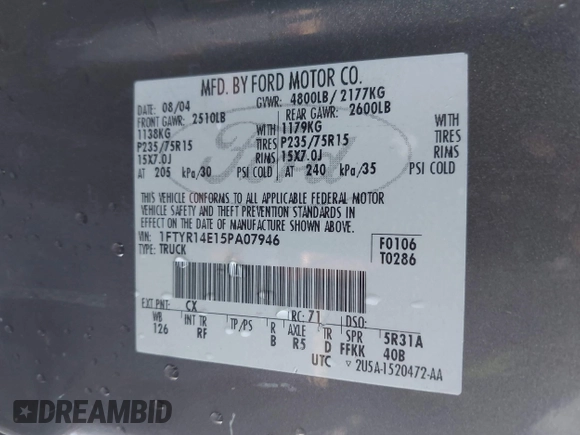 MFD. BY FORD MOTOR CO.
DATE: 08/04 GVWR: 4800LB/ 2177KG
FRONT GAWR: 2510LB REAR GAWR: 2600LB
1138KG WITH 1179KG WITH
P235/75R15 TIRES P235/75R15 TIRES
15X7.0J RIMS 15X7.0J RIMS
AT 205 kPa/30 PSI COLD AT 240 kPa/35 PSI COLD
THIS VEHICLE CONFORMS TO ALL APPLICABLE FEDERAL MOTOR
VEHICLE SAFETY AND THEFT PREVENTION STANDARDS IN
EFFECT ON THE DATE OF MANUFACTURE SHOWN ABOVE.
VIN: 1FTYR14E15PA07946 F0106
TYPE: TRUCK T0286
Ford
EXT PNT: CX RC: 71 DSO:
WB INT TR TP/PS R AXLE TR SPR 5R31A
126 RF B R5 D FFKK 40B
UTC ▽ 2U5A-1520472-AA
DREAMBID